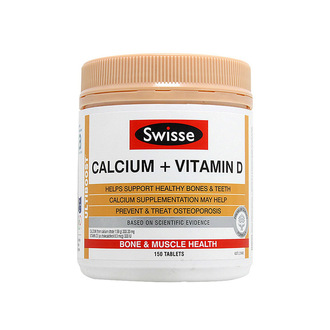 Swisse
CALCIUM + VITAMIN D
HELPS SUPPORT HEALTHY BONES & TEETH
CALCIUM SUPPLEMENTATION MAY HELP
PREVENT & TREAT OSTEOPOROSIS
BASED ON SCIENTIFIC EVIDENCE
BONE & MUSCLE HEALTH
150 TABLETS
ULTIBOOST